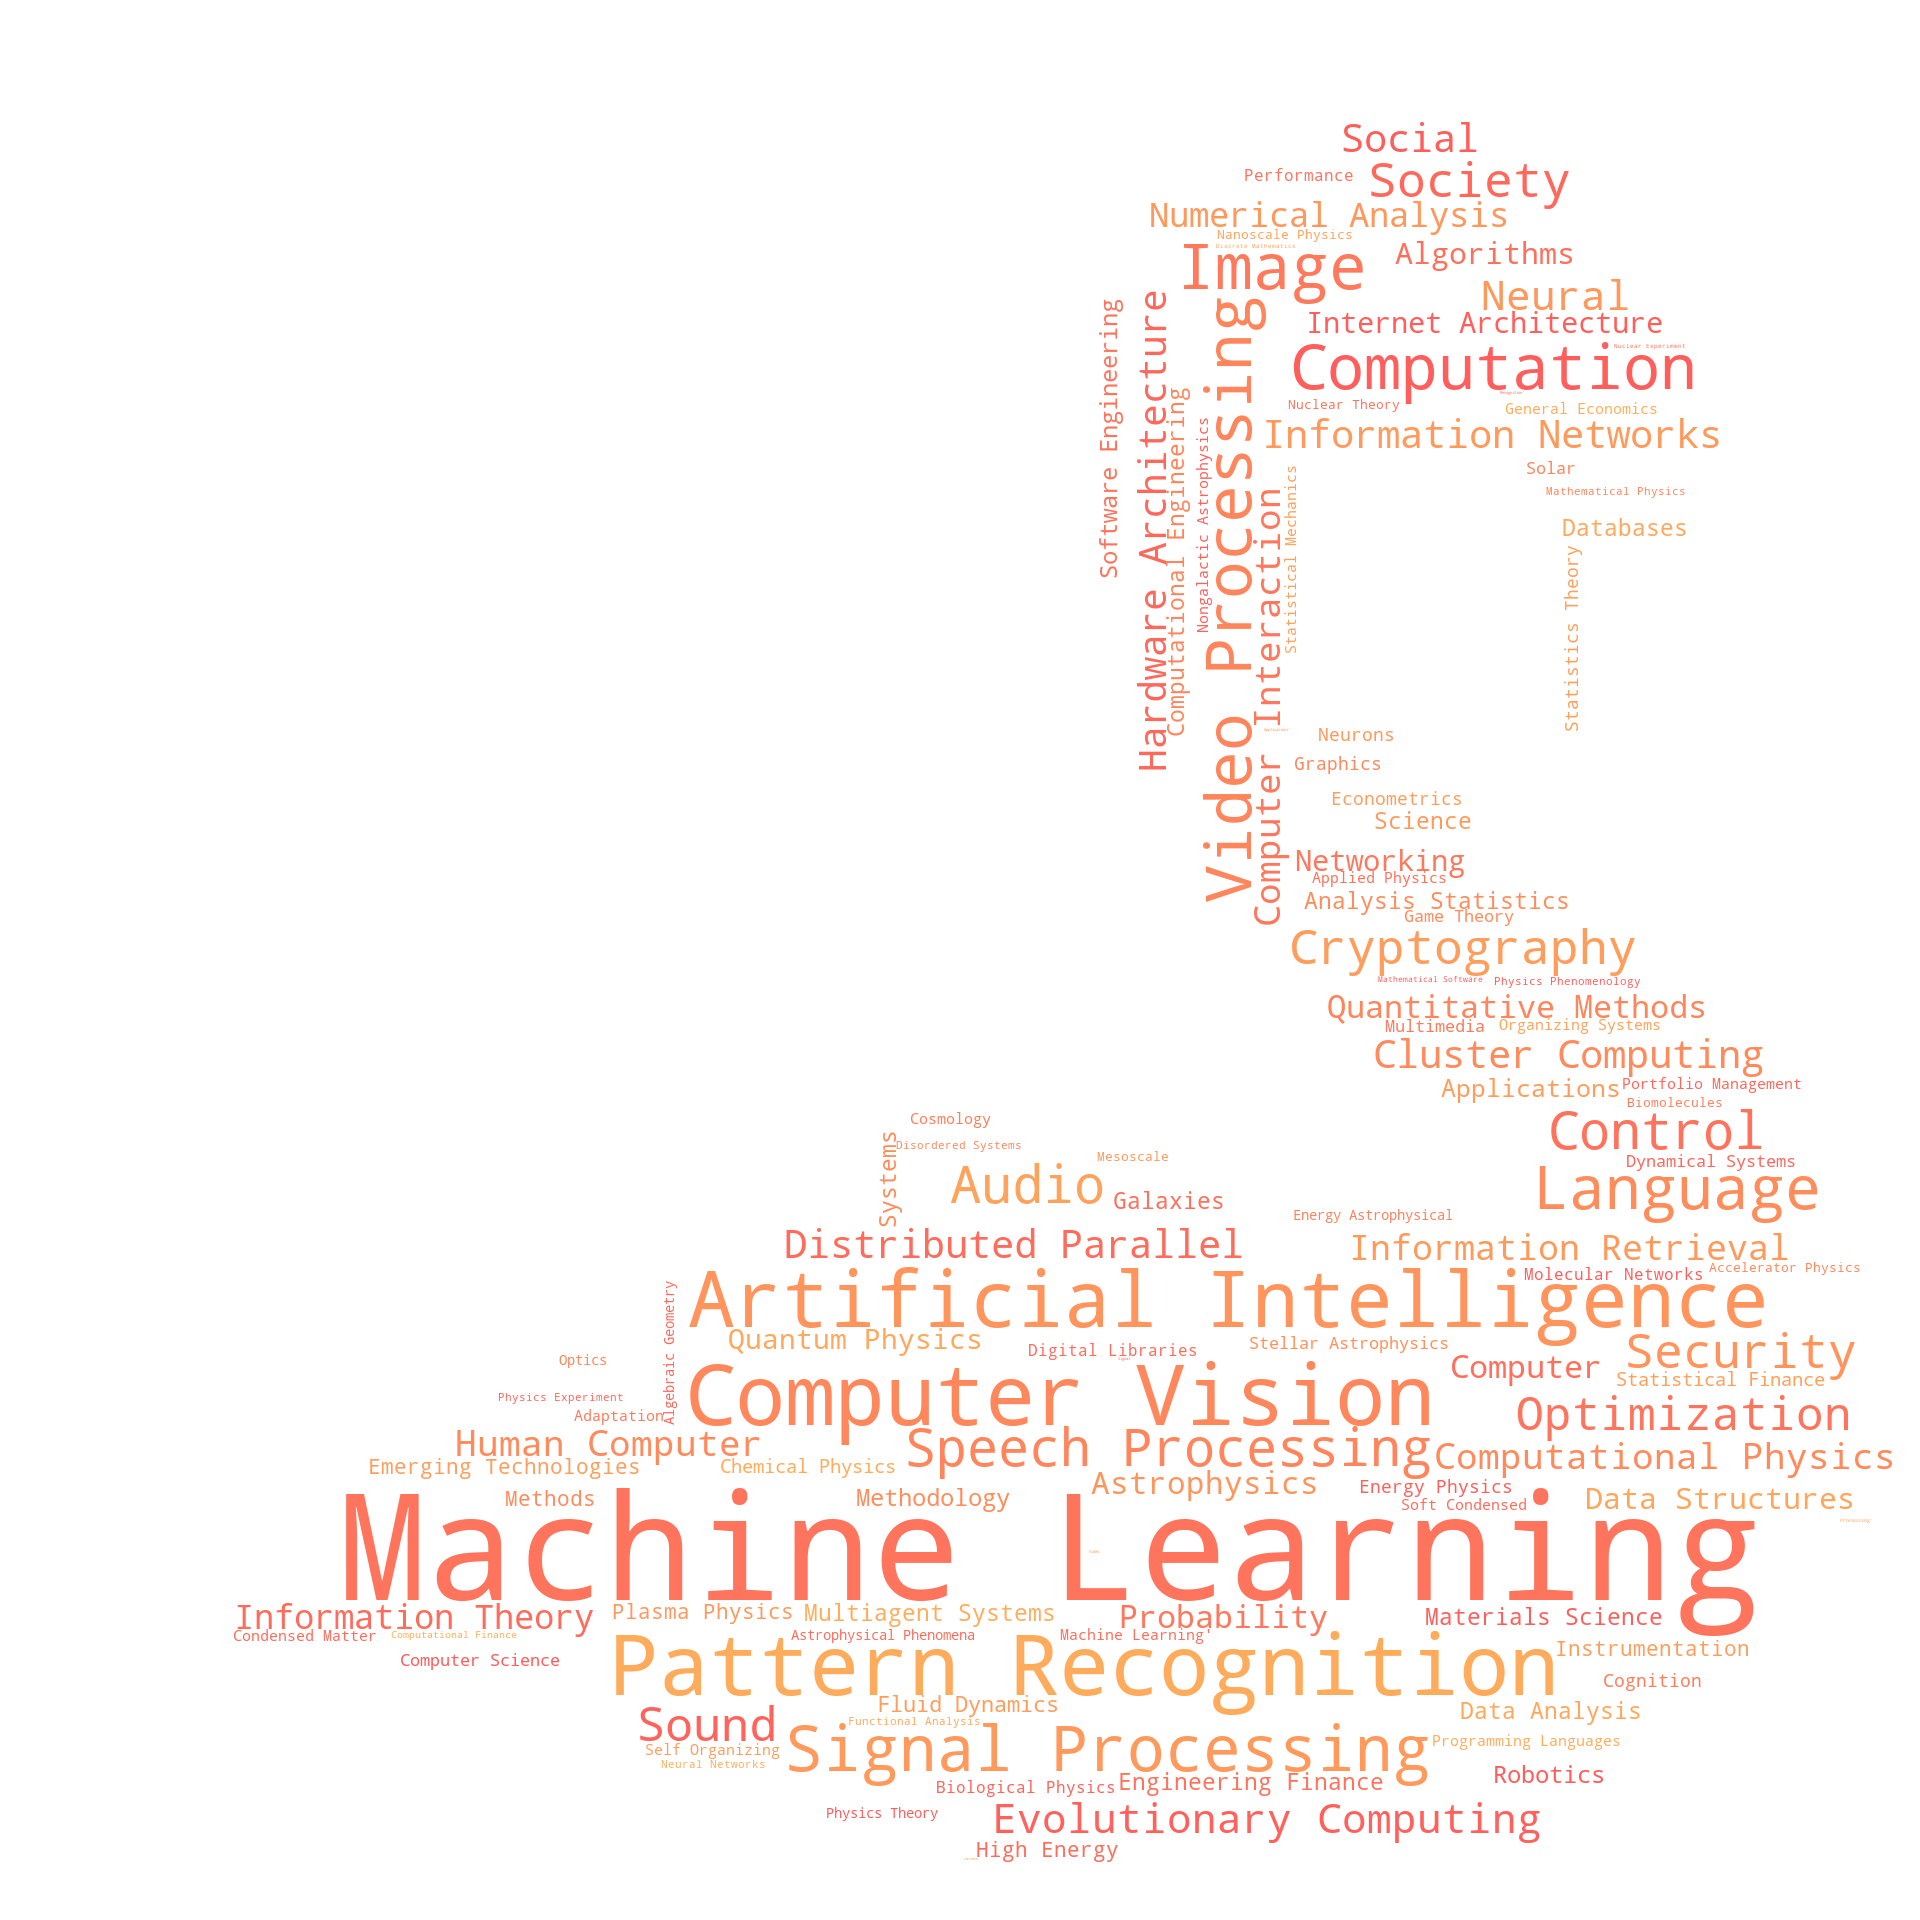 Social
Performance
Society
Numerical Analysis
Nanoscale Physics
Discrete Mathematics
Image
Algorithms
Neural
Internet Architecture
Nuclear Experiment
Computation
Nuclear Theory
General Economics
Information Networks
Solar
Mathematical Physics
Databases
Software Engineering
Hardware Architecture
Computational Engineering
Nongalactic Astrophysics
Video Processing
Computer Interaction
Statistical Mechanics
Statistics Theory
Neurons
Graphics
Econometrics
Science
Networking
Applied Physics
Analysis Statistics
Game Theory
Cryptography
Mathematical Software
Physics Phenomenology
Quantitative Methods
Multimedia
Organizing Systems
Cluster Computing
Applications
Portfolio Management
Biomolecules
Cosmology
Control
Disordered Systems
Mesoscale
Systems
Dynamical Systems
Audio
Galaxies
Language
Energy Astrophysical
Distributed Parallel
Information Retrieval
Molecular Networks
Accelerator Physics
Artificial Intelligence
Algebraic Geometry
Quantum Physics
Digital Libraries
Stellar Astrophysics
Security
Optics
Computer
Statistical Finance
Physics Experiment
Computer Vision
Adaptation
Optimization
Human Computer
Speech Processing
Computational Physics
Emerging Technologies
Chemical Physics
Astrophysics
Energy Physics
Methods
Methodology
Soft Condensed
Data Structures
Machine Learning
Information Theory
Plasma Physics
Multiagent Systems
Probability
Materials Science
Condensed Matter
Computational Finance
Astrophysical Phenomena
Machine Learning'
Instrumentation
Computer Science
Pattern Recognition
Cognition
Fluid Dynamics
Data Analysis
Sound
Functional Analysis
Signal Processing
Programming Languages
Self Organizing
Neural Networks
Biological Physics
Engineering Finance
Robotics
Physics Theory
Evolutionary Computing
High Energy